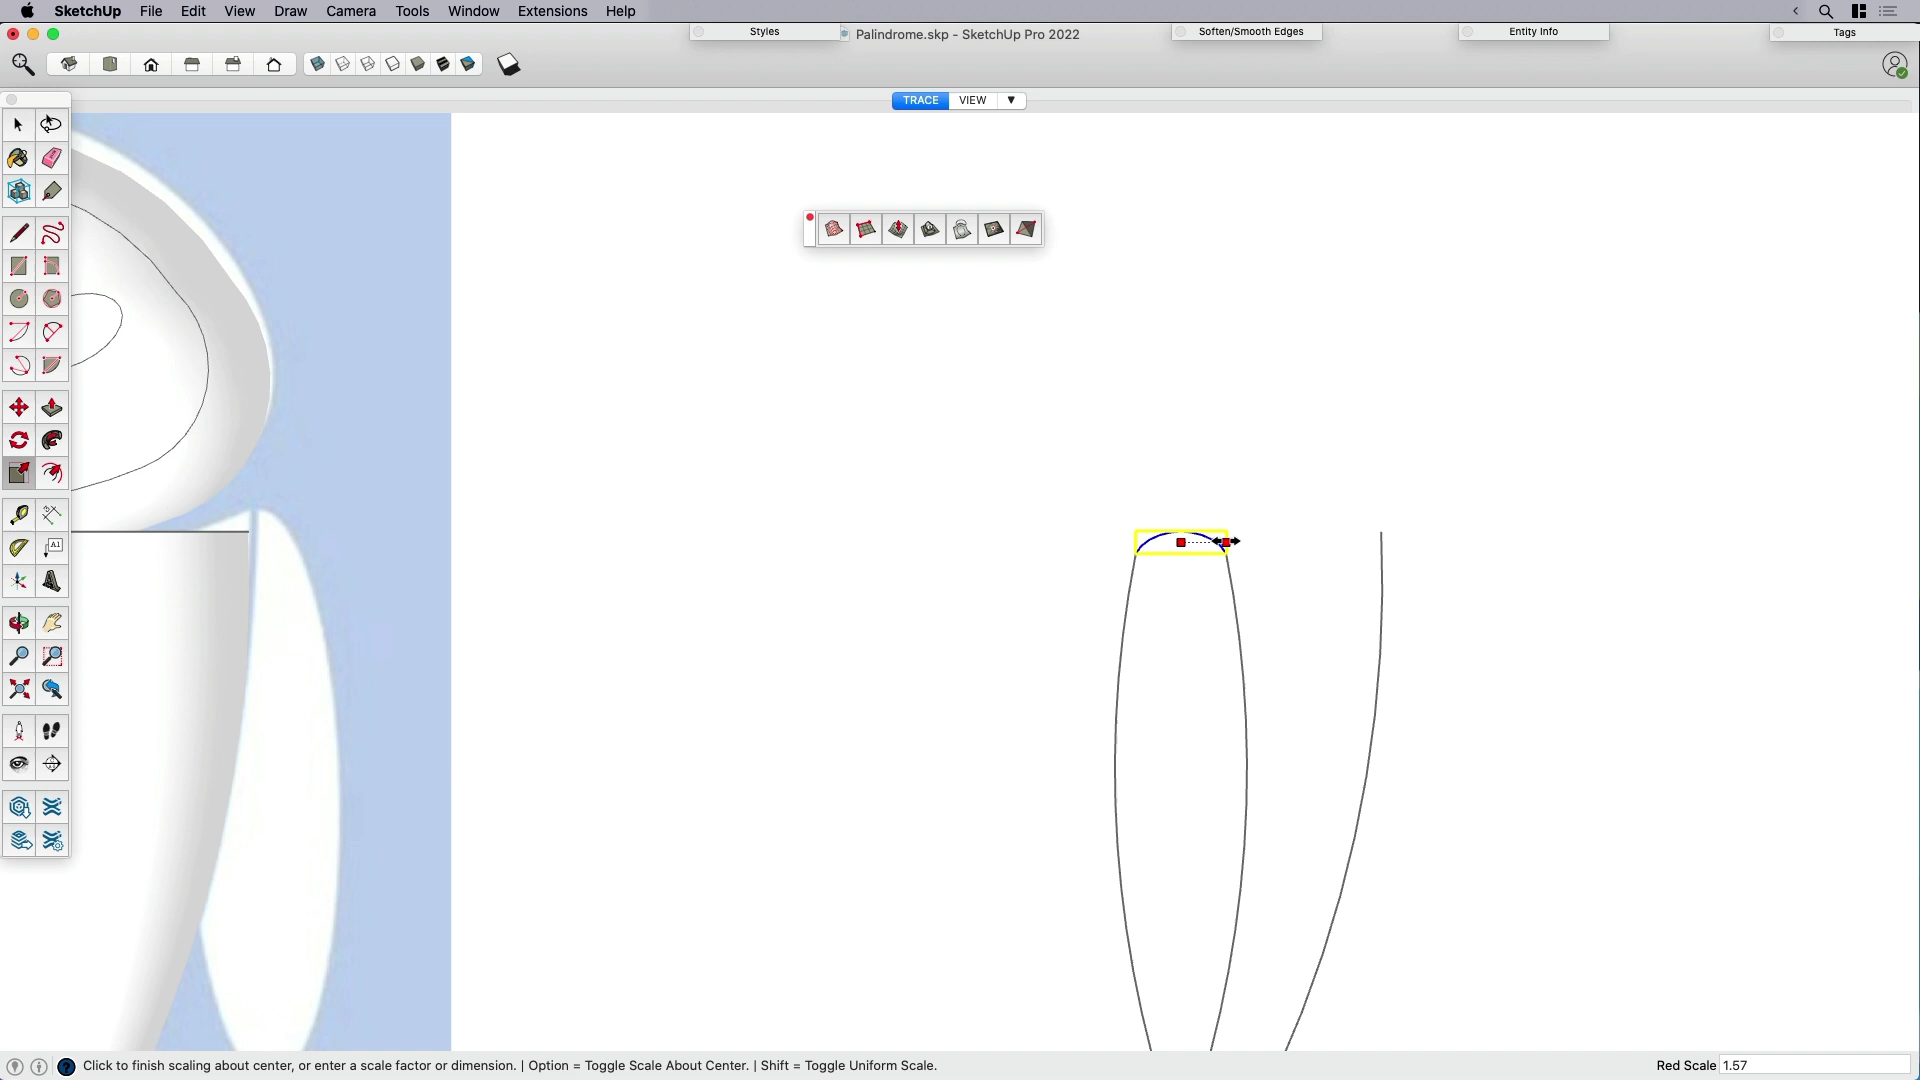 SketchUp File Edit View Draw Camera Tools Window Extensions Help
Styles
Palindrome.skp - SketchUp Pro 2022
Soften/Smooth Edges
Entity Info
Tags
TRACE VIEW
A1
Click to finish scaling about center, or enter a scale factor or dimension. | Option = Toggle Scale About Center. | Shift = Toggle Uniform Scale.
Red Scale 1.57